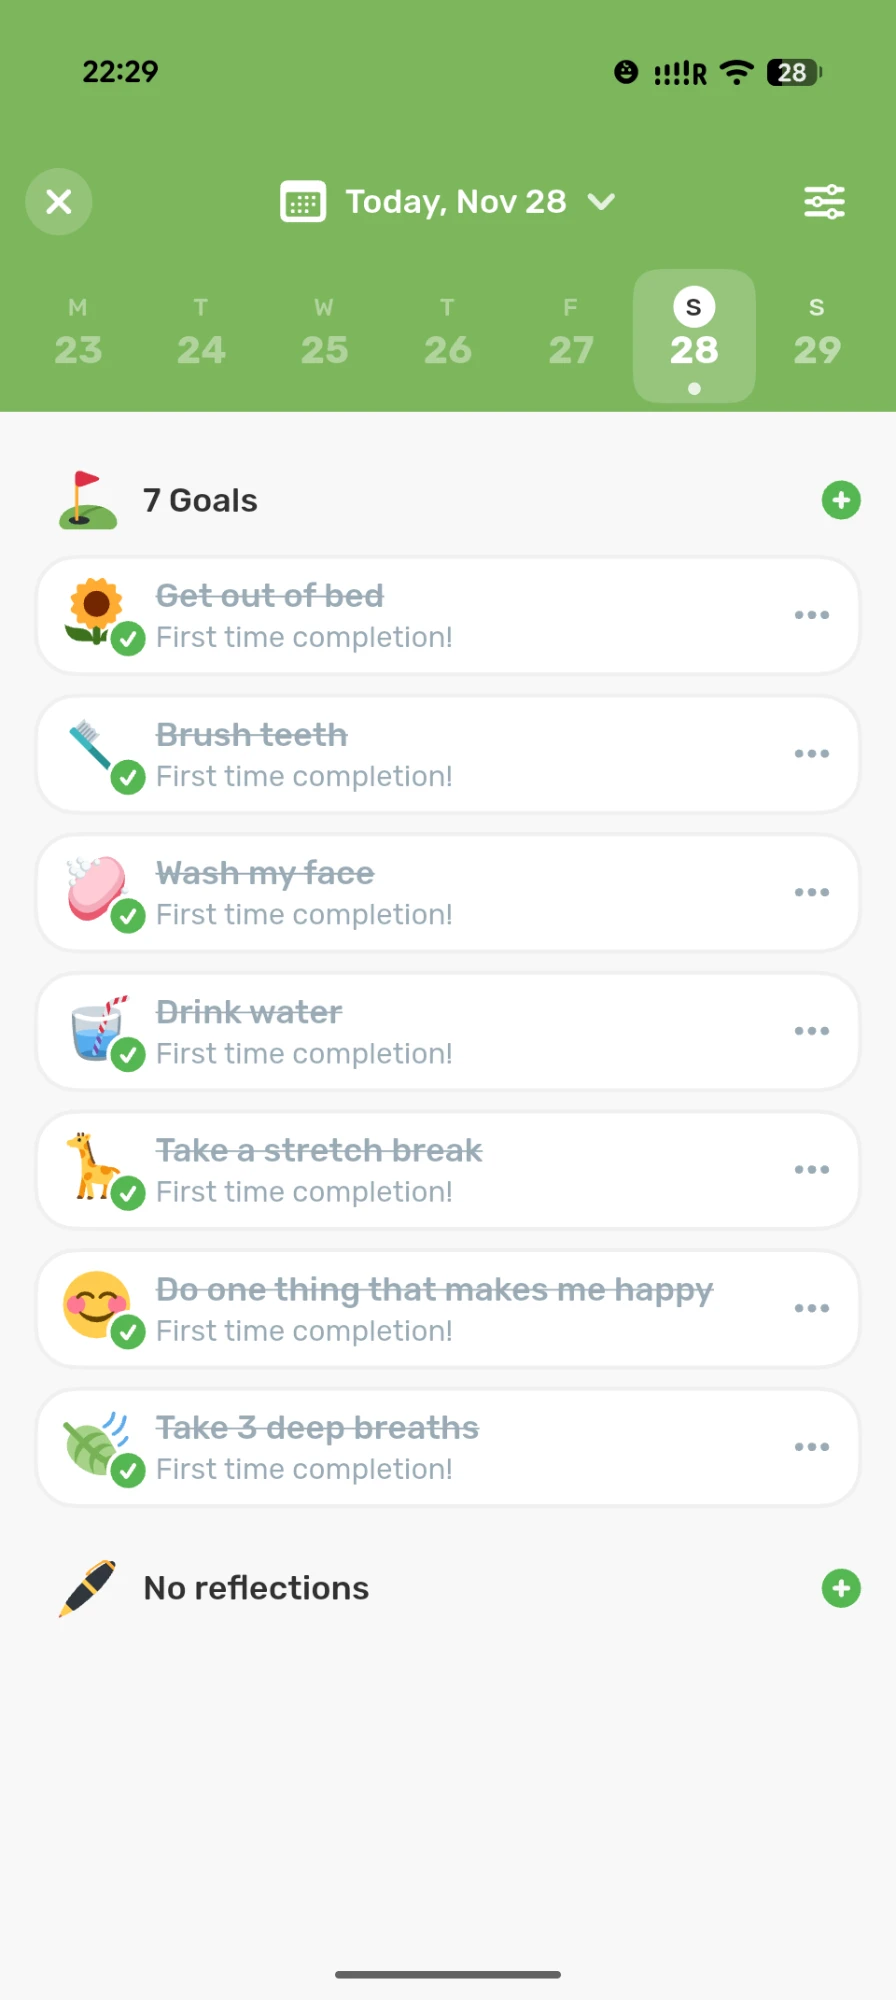 22:29
R
28
Today, Nov 28
M T W T F S S
23 24 25 26 27 28 29
7 Goals
Get out of bed
First time completion!
Brush teeth
First time completion!
Wash my face
First time completion!
Drink water
First time completion!
Take a stretch break
First time completion!
Do one thing that makes me happy
First time completion!
Take 3 deep breaths
First time completion!
No reflections